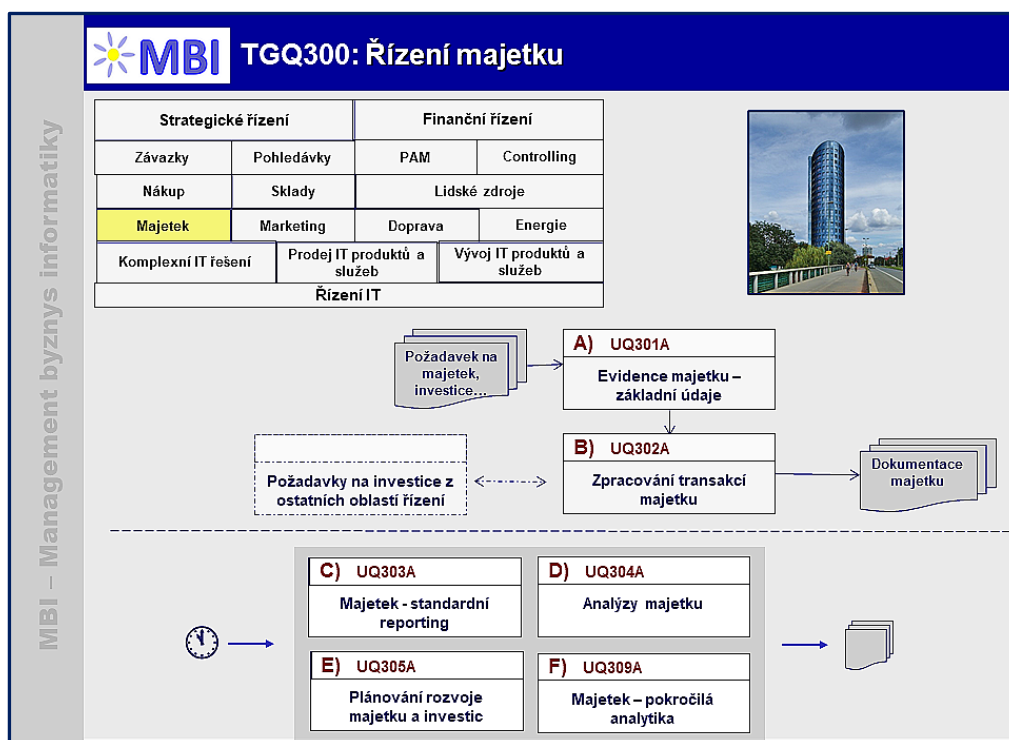 MBI
TGQ300: Řízení majetku
MBI – Management byznys informatiky
Strategické řízení
Finanční řízení
Závazky
Pohledávky
PAM
Controlling
Nákup
Sklady
Lidské zdroje
Majetek
Marketing
Doprava
Energie
Komplexní IT řešení
Prodej IT produktů a
služeb
Vývoj IT produktů a
služeb
Řízení IT
Požadavek na
majetek,
investice…
A) UQ301A
Evidence majetku –
základní údaje
B) UQ302A
Zpracování transakcí
majetku
Požadavky na investice z
ostatních oblastí řízení
Dokumentace
majetku
C) UQ303A
Majetek - standardní
reporting
D) UQ304A
Analýzy majetku
E) UQ305A
Plánování rozvoje
majetku a investic
F) UQ309A
Majetek – pokročilá
analytika